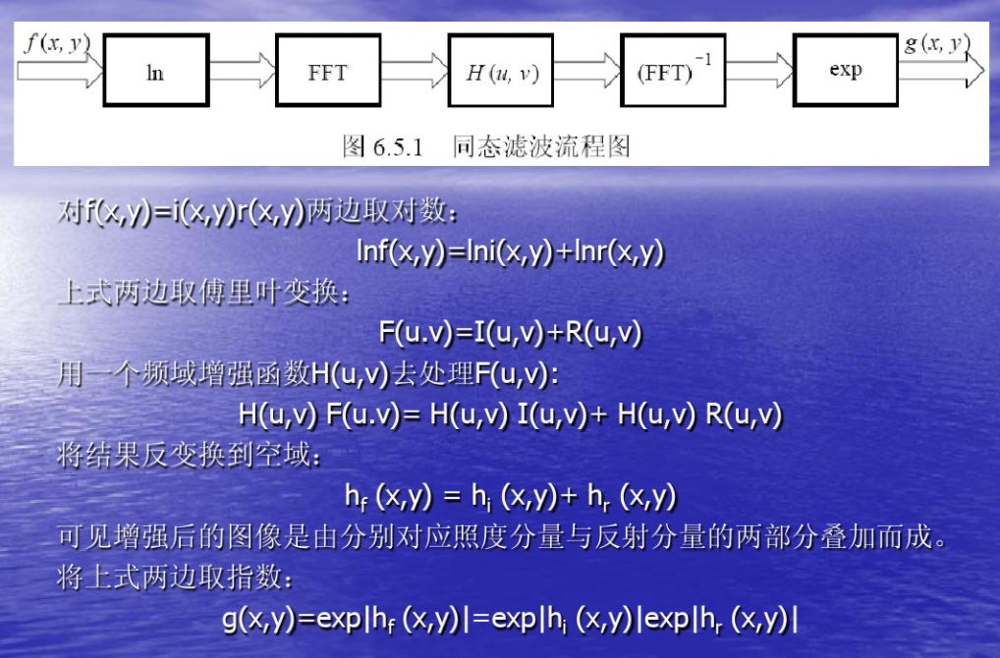 f(x, y)
ln
FFT
H(u, v)
(FFT)⁻¹
exp
g(x, y)
图 6.5.1 同态滤波流程图
对f(x,y)=i(x,y)r(x,y)两边取对数：
lnf(x,y)=lni(x,y)+lnr(x,y)
上式两边取傅里叶变换：
F(u.v)=I(u,v)+R(u,v)
用一个频域增强函数H(u,v)去处理F(u,v):
H(u,v) F(u.v)= H(u,v) I(u,v)+ H(u,v) R(u,v)
将结果反变换到空域：
h_f (x,y) = h_i (x,y)+ h_r (x,y)
可见增强后的图像是由分别对应照度分量与反射分量的两部分叠加而成。
将上式两边取指数：
g(x,y)=exp|h_f (x,y)|=exp|h_i (x,y)|exp|h_r (x,y)|